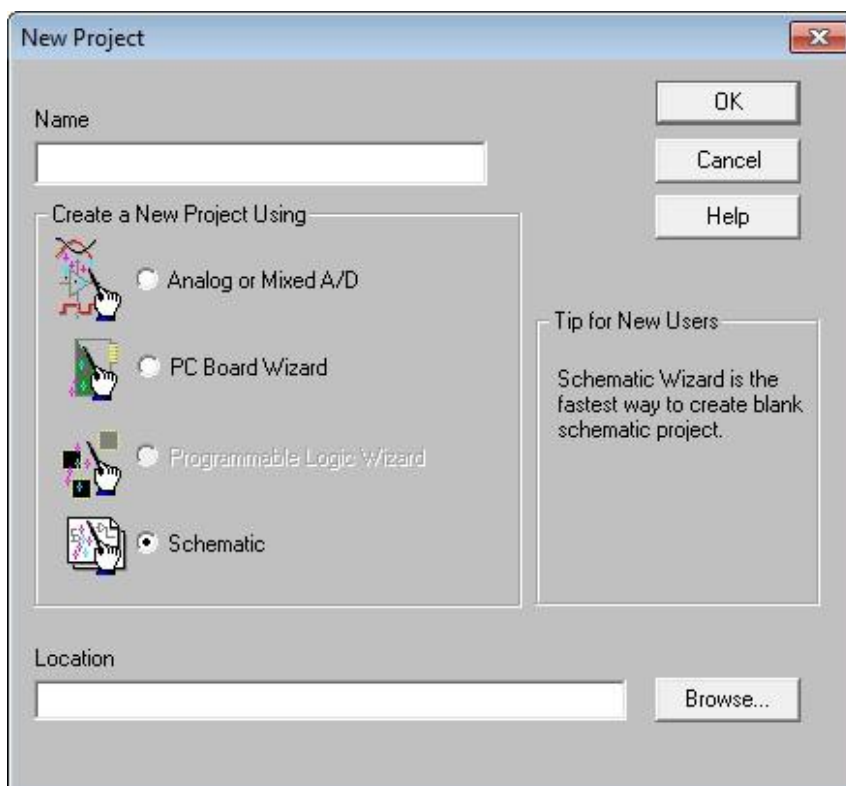 New Project
OK
Name
Cancel
Create a New Project Using
Help
Analog or Mixed A/D
Tip for New Users
PC Board Wizard
Schematic Wizard is the
fastest way to create blank
schematic project.
Programmable Logic Wizard
Schematic
Location
Browse...